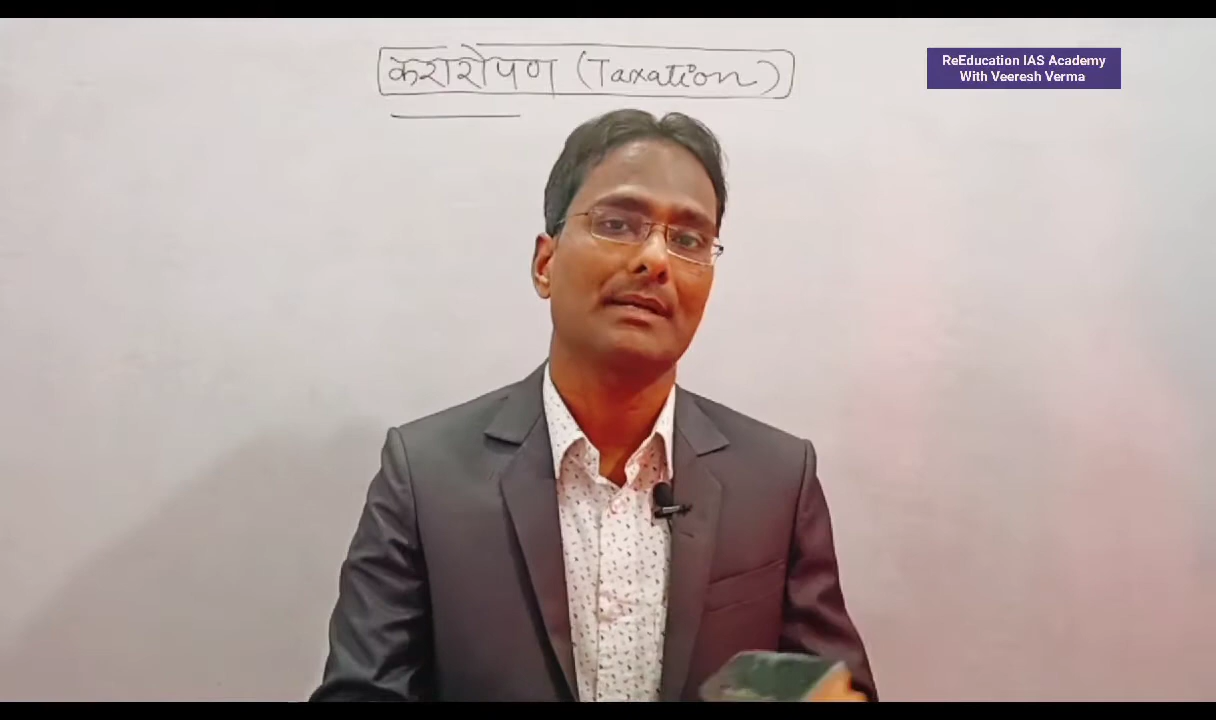 करारोपण (Taxation)
ReEducation IAS Academy
With Veeresh Verma